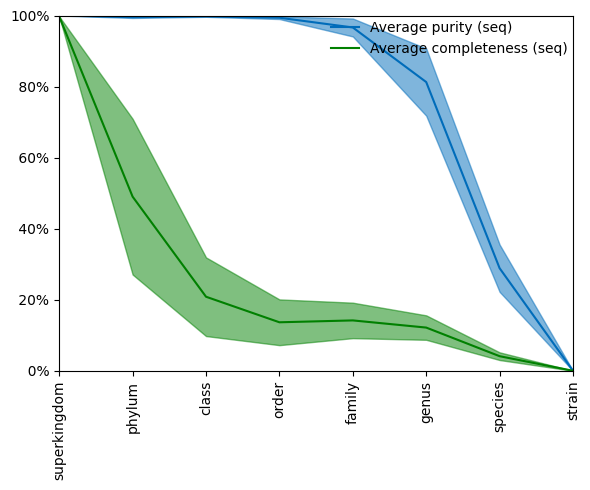 100%
80%
60%
40%
20%
0%
Average purity (seq)
Average completeness (seq)
superkingdom
phylum
class
order
family
genus
species
strain